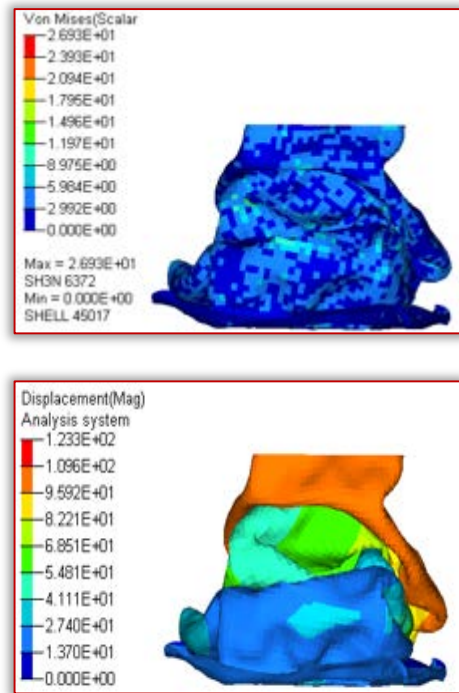 Von Mises(Scalar
2.693E+01
2.393E+01
2.094E+01
1.795E+01
1.496E+01
1.197E+01
8.975E+00
5.984E+00
2.992E+00
0.000E+00
Max = 2.693E+01
SH3N 6372
Min = 0.000E+00
SHELL 45017
Displacement(Mag)
Analysis system
1.233E+02
1.096E+02
9.592E+01
8.221E+01
6.851E+01
5.481E+01
4.111E+01
2.740E+01
1.370E+01
0.000E+00